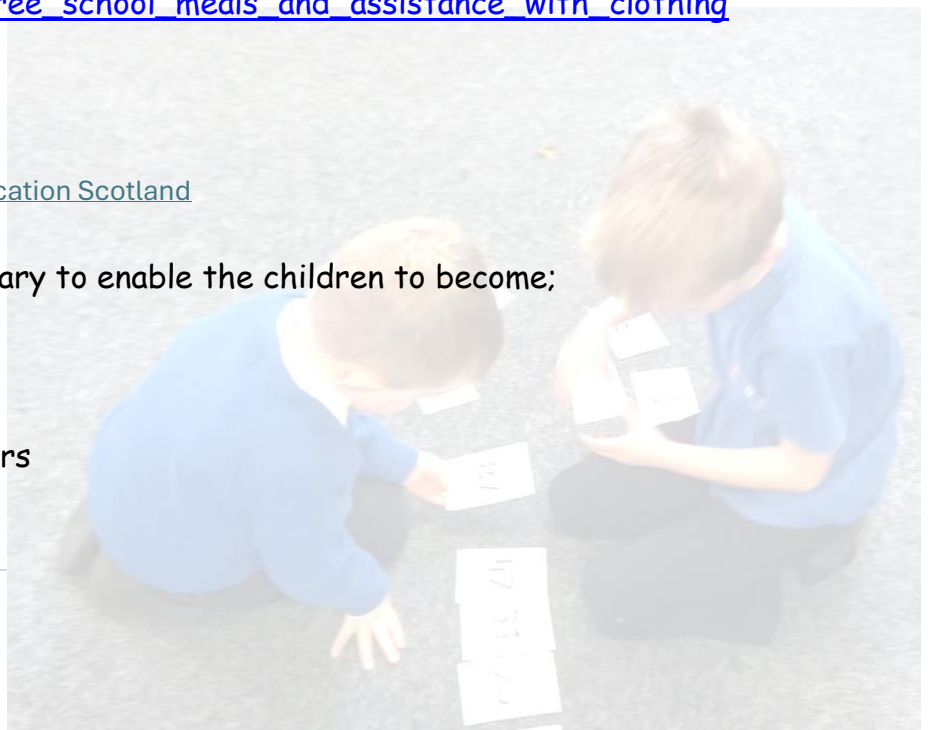 ree_school_meals_and_assistance_with_clothing
cation Scotland
ary to enable the children to become;
rs